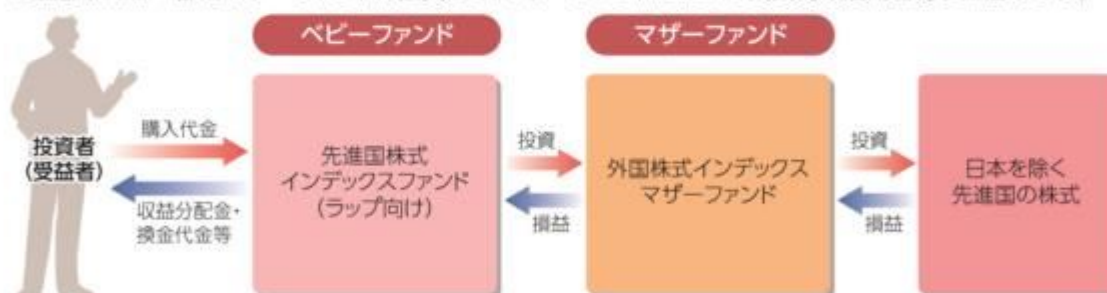 ベビーファンド
マザーファンド
投資者
(受益者)
購入代金
収益分配金・
換金代金等
先進国株式
インデックスファンド
(ラップ向け)
投資
損益
外国株式インデックス
マザーファンド
投資
損益
日本を除く
先進国の株式